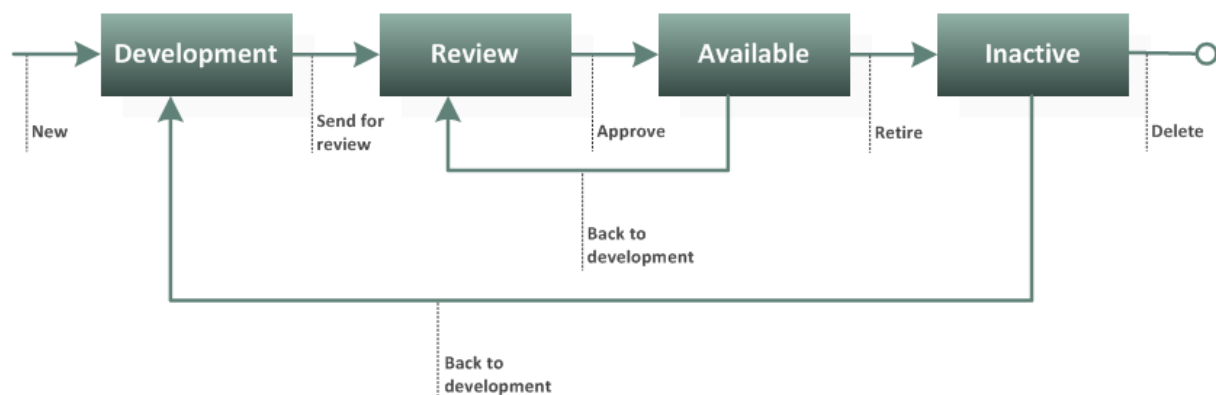 Development
Review
Available
Inactive
New
Send for
review
Approve
Retire
Delete
Back to
development
Back to
development